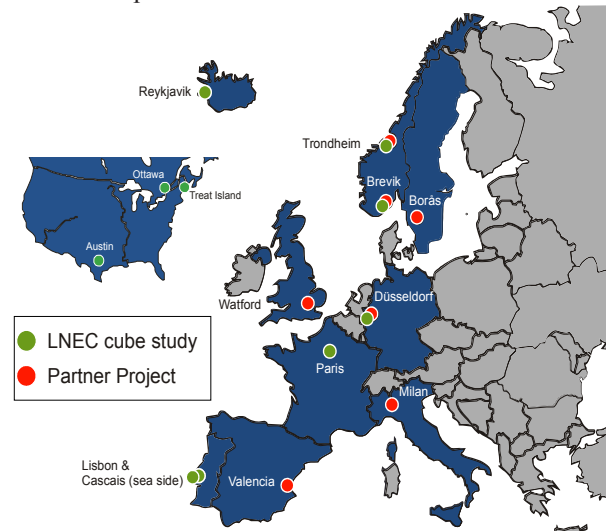 Reykjavik
Trondheim
Ottawa
Treat Island
Brevik
Borås
Austin
Watford
Düsseldorf
LNEC cube study
Partner Project
Paris
Milan
Lisbon &
Cascais (sea side)
Valencia